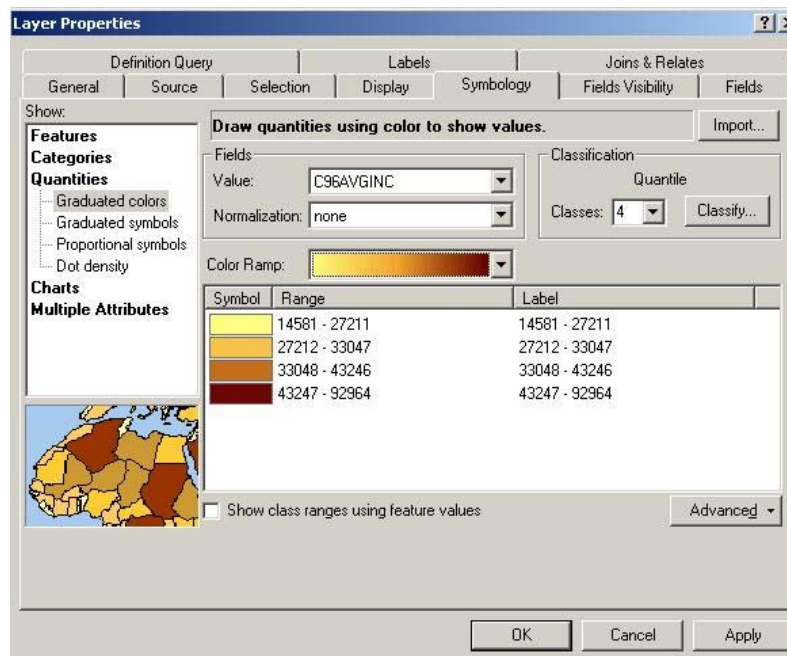 Layer Properties
Definition Query Labels Joins & Relates
General Source Selection Display Symbology Fields Visibility Fields
Show:
Features
Categories
Quantities
Graduated colors
Graduated symbols
Proportional symbols
Dot density
Charts
Multiple Attributes
Draw quantities using color to show values. Import...
Fields
Value: C96AVGINC
Normalization: none
Classification
Quantile
Classes: 4 Classify...
Color Ramp:
Symbol Range Label
14581 - 27211 14581 - 27211
27212 - 33047 27212 - 33047
33048 - 43246 33048 - 43246
43247 - 92964 43247 - 92964
Show class ranges using feature values Advanced
OK Cancel Apply